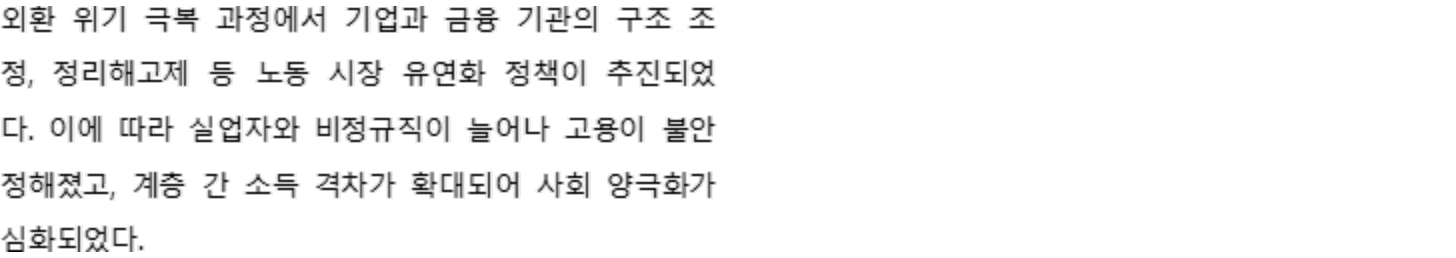 외환 위기 극복 과정에서 기업과 금융 기관의 구조 조
정, 정리해고제 등 노동 시장 유연화 정책이 추진되었
다. 이에 따라 실업자와 비정규직이 늘어나 고용이 불안
정해졌고, 계층 간 소득 격차가 확대되어 사회 양극화가
심화되었다.